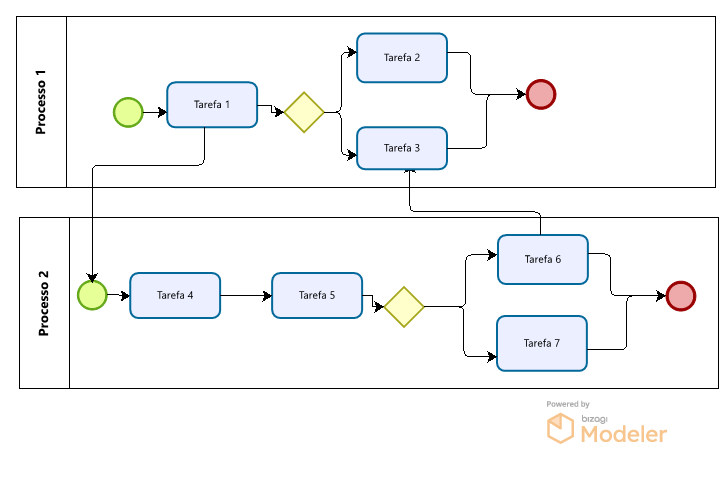 Processo 1
Tarefa 1
Tarefa 2
Tarefa 3
Processo 2
Tarefa 4
Tarefa 5
Tarefa 6
Tarefa 7
Powered by
bizagi
Modeler